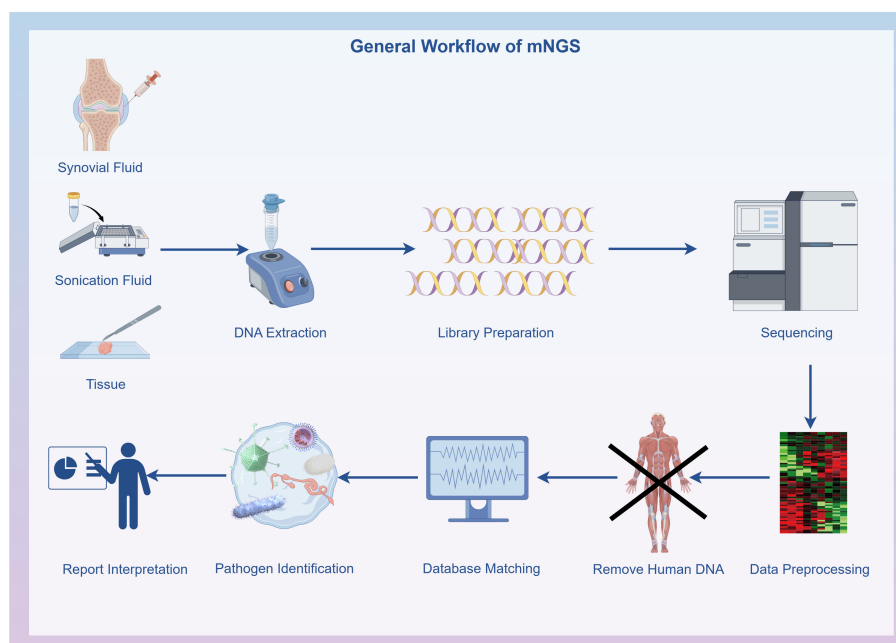 General Workflow of mNGS
Synovial Fluid
Sonication Fluid
Tissue
DNA Extraction
Library Preparation
Sequencing
Data Preprocessing
Remove Human DNA
Database Matching
Pathogen Identification
Report Interpretation